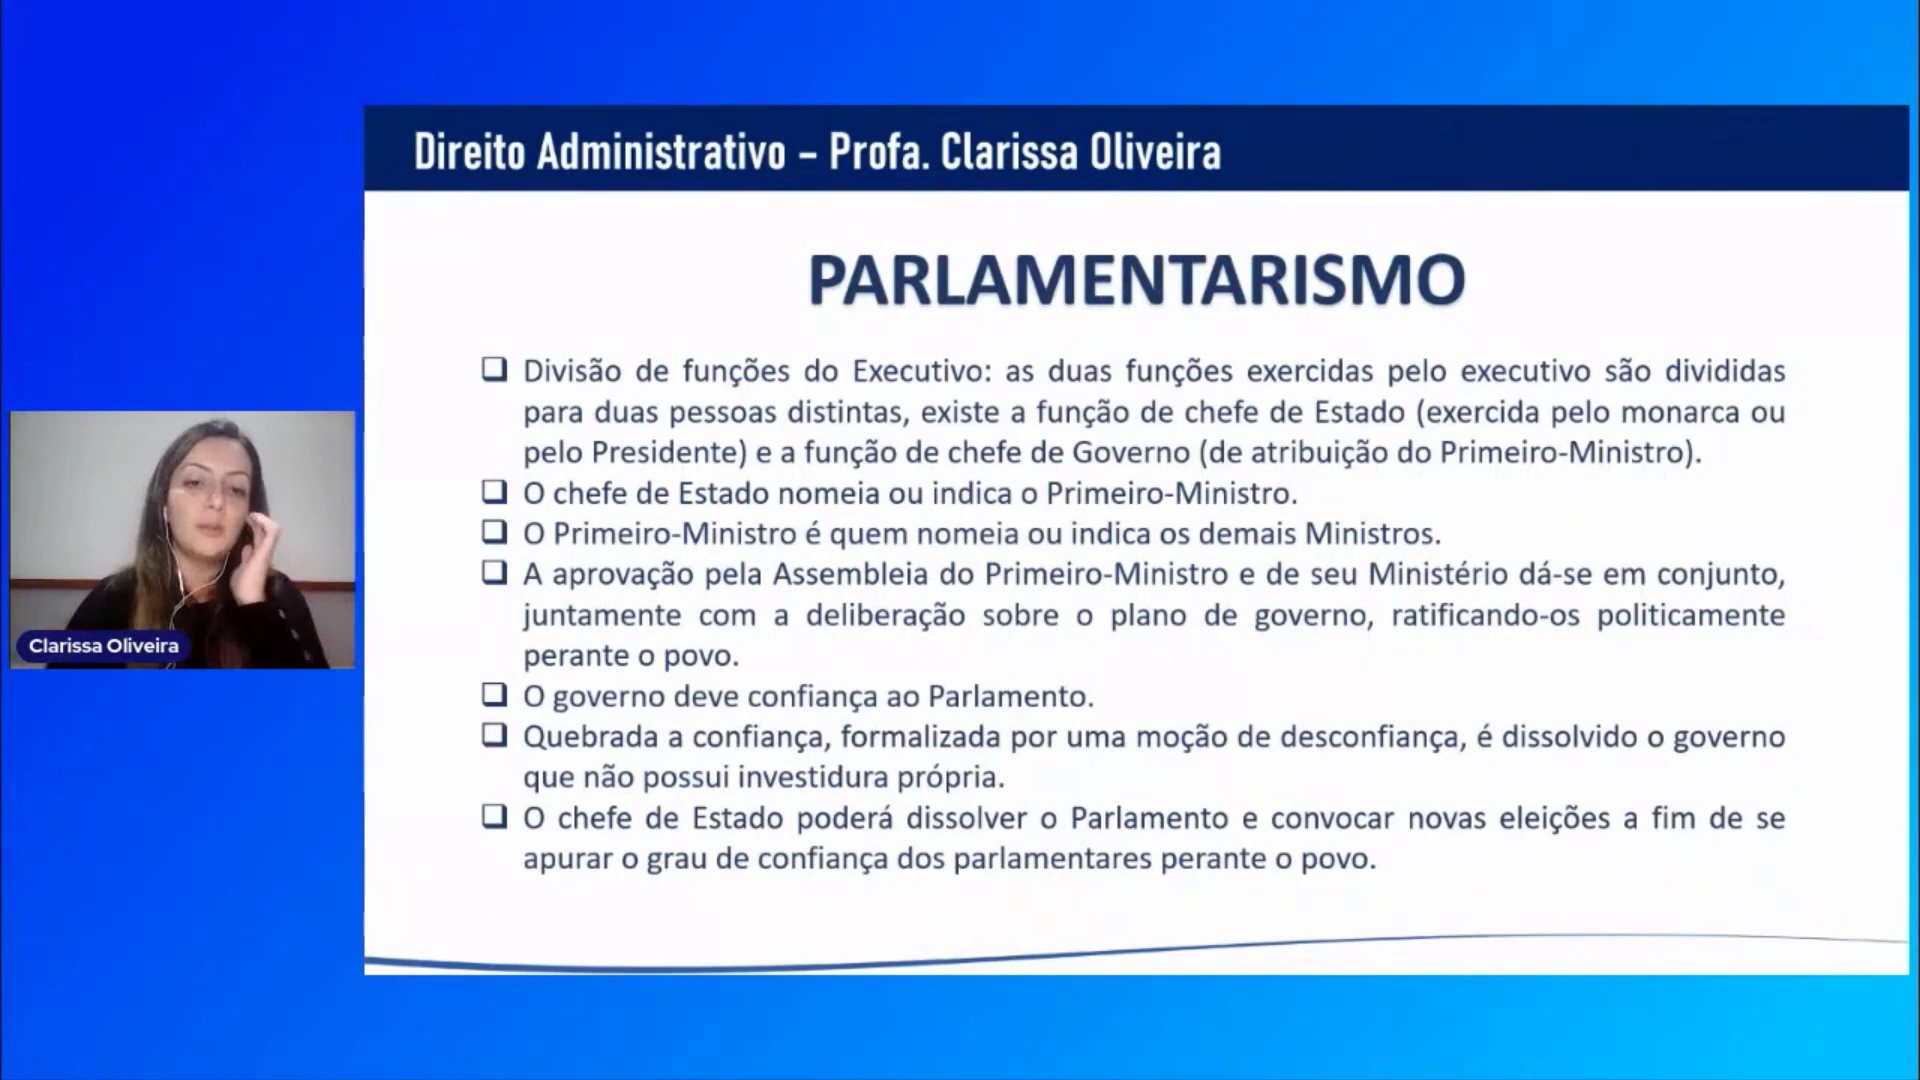 Direito Administrativo – Profa. Clarissa Oliveira
PARLAMENTARISMO
❑ Divisão de funções do Executivo: as duas funções exercidas pelo executivo são divididas
para duas pessoas distintas, existe a função de chefe de Estado (exercida pelo monarca ou
pelo Presidente) e a função de chefe de Governo (de atribuição do Primeiro-Ministro).
❑ O chefe de Estado nomeia ou indica o Primeiro-Ministro.
❑ O Primeiro-Ministro é quem nomeia ou indica os demais Ministros.
❑ A aprovação pela Assembleia do Primeiro-Ministro e de seu Ministério dá-se em conjunto,
juntamente com a deliberação sobre o plano de governo, ratificando-os politicamente
perante o povo.
❑ O governo deve confiança ao Parlamento.
❑ Quebrada a confiança, formalizada por uma moção de desconfiança, é dissolvido o governo
que não possui investidura própria.
❑ O chefe de Estado poderá dissolver o Parlamento e convocar novas eleições a fim de se
apurar o grau de confiança dos parlamentares perante o povo.
Clarissa Oliveira